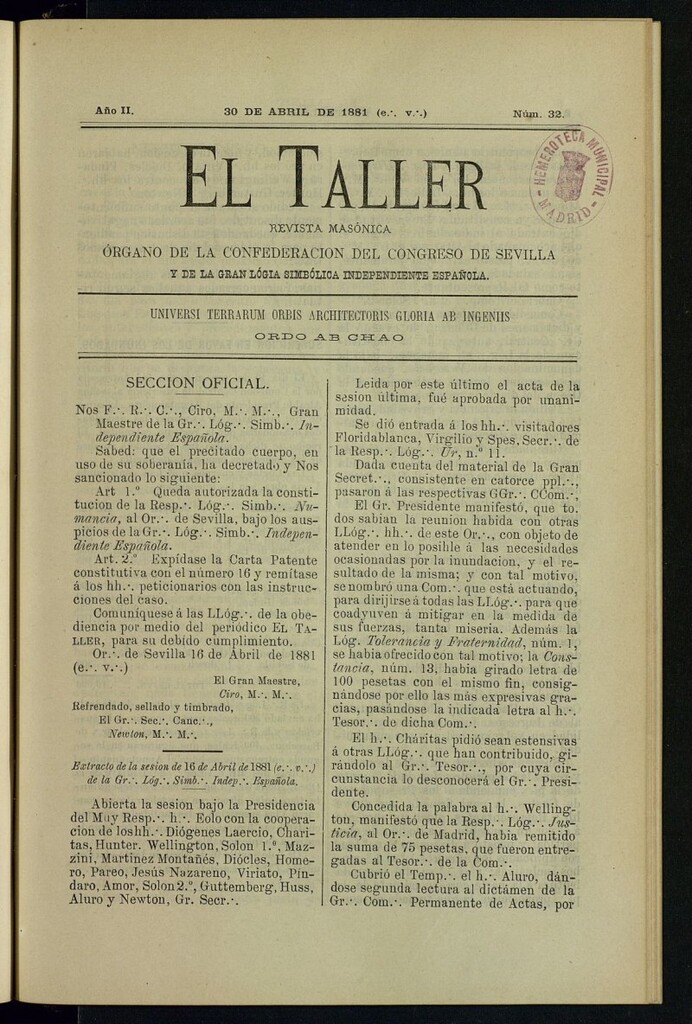 Año II.
30 DE ABRIL DE 1881 (e.·. v.·.)
Núm. 32.
EL TALLER
REVISTA MASÓNICA
ÓRGANO DE LA CONFEDERACION DEL CONGRESO DE SEVILLA
Y DE LA GRAN LÓGIA SIMBÓLICA INDEPENDIENTE ESPAÑOLA.
HEMEROTECA MUNICIPAL
MADRID
UNIVERSI TERRARUM ORBIS ARCHITECTORIS GLORIA AB INGENIIS
ORDO AB CHAO
SECCION OFICIAL.
Nos F.·. R.·. C.·., Ciro, M.·. M.·., Gran
Maestre de la Gr.·. Lóg.·. Simb.·. In-
dependiente Española.
Sabed: que el precitado cuerpo, en
uso de su soberanía, ha decretado y Nos
sancionado lo siguiente:
Art 1.º Queda autorizada la consti-
tucion de la Resp.·. Lóg.·. Simb.·. Nu-
mancia, al Or.·. de Sevilla, bajo los aus-
picios de la Gr.·. Lóg.·. Simb.·. Indepen-
diente Española.
Art. 2.º Expídase la Carta Patente
constitutiva con el número 16 y remítase
á los hh.·. peticionarios con las instruc-
ciones del caso.
Comuníquese á las LLóg.·. de la obe-
diencia por medio del periódico EL TA-
LLER, para su debido cumplimiento.
Or.·. de Sevilla 16 de Abril de 1881
(e.·. v.·.)
El Gran Maestre,
Ciro, M.·. M.·.
Refrendado, sellado y timbrado,
El Gr.·. Sec.·. Canc.·.,
Newton, M.·. M.·.
Extracto de la sesion de 16 de Abril de 1881 (e.·. v.·.)
de la Gr.·. Lóg.·. Simb.·. Indep.·. Española.
Abierta la sesion bajo la Presidencia
del Muy Resp.·. h.·. Eolo con la coopera-
cion de los hh.·. Diógenes Laercio, Chari-
tas, Hunter. Wellington, Solon 1.º, Maz-
zini, Martinez Montañés, Diócles, Home-
ro, Pareo, Jesús Nazareno, Viriato, Pín-
daro, Amor, Solon 2.º, Guttemberg, Huss,
Aluro y Newton, Gr. Secr.·.
Leida por este último el acta de la
sesion última, fué aprobada por unani-
midad.
Se dió entrada á los hh.·. visitadores
Floridablanca, Virgilio y Spes, Secr.·. de
la Resp.·. Lóg.·. Ur, n.º 11.
Dada cuenta del material de la Gran
Secret.·., consistente en catorce ppl.·.,
pasaron á las respectivas GGr.·. CCom.·.,
El Gr. Presidente manifestó, que to-
dos sabian la reunion habida con otras
LLóg.·. hh.·. de este Or.·., con objeto de
atender en lo posible á las necesidades
ocasionadas por la inundacion, y el re-
sultado de la misma; y con tal motivo,
se nombró una Com.·. que está actuando,
para dirijirse á todas las LLóg.·. para que
coadyuven á mitigar en la medida de
sus fuerzas, tanta miseria. Además la
Lóg. Tolerancia y Fraternidad, núm. 1,
se habia ofrecido con tal motivo; la Cons-
tancia, núm. 13, habia girado letra de
100 pesetas con el mismo fin, consig-
nándose por ello las más expresivas gra-
cias, pasándose la indicada letra al h.·.
Tesor.·. de dicha Com.·.
El h.·. Cháritas pidió sean estensivas
á otras LLóg.·. que han contribuido, gi-
rándolo al Gr.·. Tesor.·., por cuya cir-
cunstancia lo desconocerá el Gr.·. Presi-
dente.
Concedida la palabra al h.·. Welling-
ton, manifestó que la Resp.·. Lóg.·. Jus-
ticia, al Or.·. de Madrid, habia remitido
la suma de 75 pesetas, que fueron entre-
gadas al Tesor.·. de la Com.·.
Cubrió el Temp.·. el h.·. Aluro, dán-
dose segunda lectura al dictámen de la
Gr.·. Com.·. Permanente de Actas, por